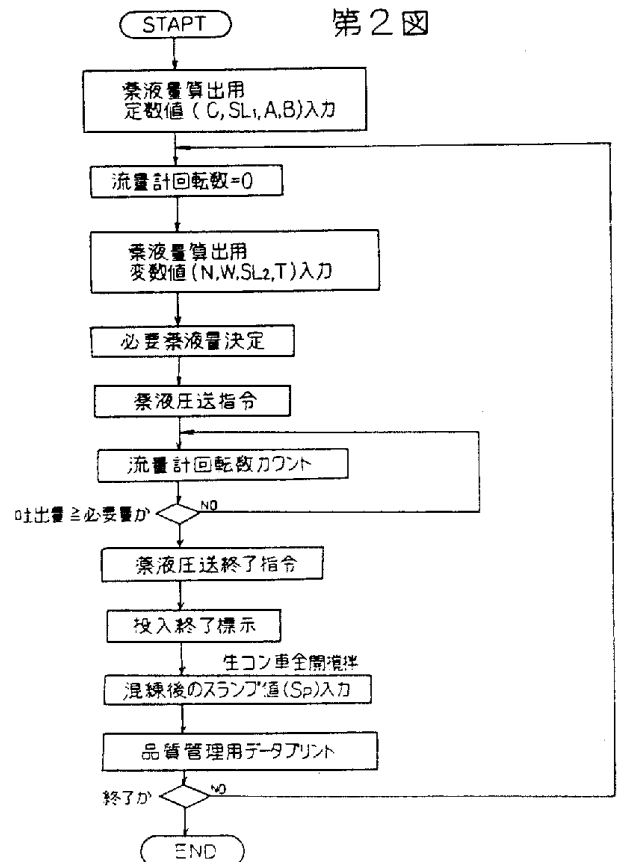 第2図
STAPT
薬液量算出用
定数値 (C, SL1, A, B)入力
流量計回転数=0
薬液量算出用
変数値(N,W,SL2,T)入力
必要薬液量決定
薬液圧送指令
流量計回転数カウント
吐出量≧必要量か
NO
薬液圧送終了指令
投入終了標示
生コン車全開撹拌
混練後のスランプ値(Sp)入力
品質管理用データプリント
終了か
NO
END